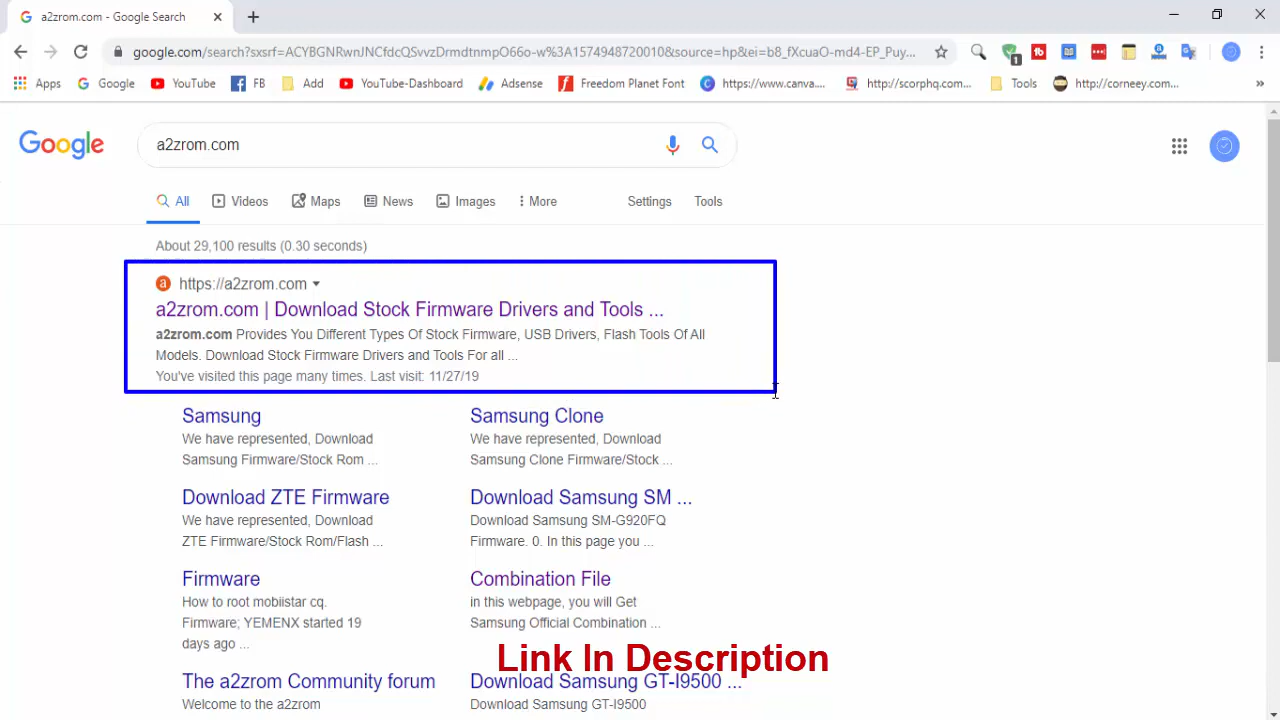 a2zrom.com - Google Search
google.com/search?sxsrf=ACYBGNRwnJNCfdcQSvvzDrmdtnmpO66o-w%3A1574948720010&source=hp&ei=b8_fXcuaO-md4-EP_Puy...
1
Apps Google YouTube FB Add YouTube-Dashboard Adsense Freedom Planet Font https://www.canva... http://scorphq.com... Tools http://corneey.com... »
Google
a2zrom.com
All Videos Maps News Images More Settings Tools
About 29,100 results (0.30 seconds)
a https://a2zrom.com
a2zrom.com | Download Stock Firmware Drivers and Tools ...
a2zrom.com Provides You Different Types Of Stock Firmware, USB Drivers, Flash Tools Of All
Models. Download Stock Firmware Drivers and Tools For all ...
You've visited this page many times. Last visit: 11/27/19
Samsung
We have represented, Download
Samsung Firmware/Stock Rom ...
Samsung Clone
We have represented, Download
Samsung Clone Firmware/Stock ...
Download ZTE Firmware
We have represented, Download
ZTE Firmware/Stock Rom/Flash ...
Download Samsung SM ...
Download Samsung SM-G920FQ
Firmware. 0. In this page you ...
Firmware
How to root mobiistar cq.
Firmware; YEMENX started 19
days ago ...
Combination File
in this webpage, you will Get
Samsung Official Combination ...
Link In Description
The a2zrom Community forum
Welcome to the a2zrom
Download Samsung GT-I9500 ...
Download Samsung GT-I9500